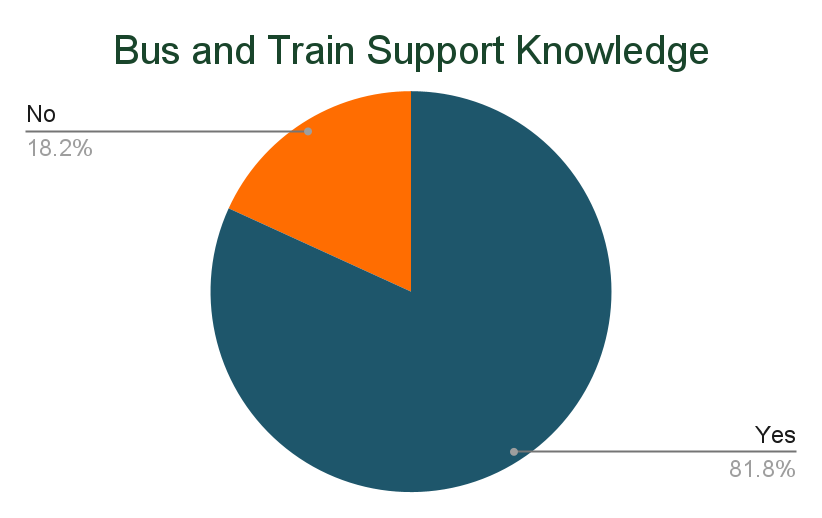 Bus and Train Support Knowledge
No
18.2%
Yes
81.8%